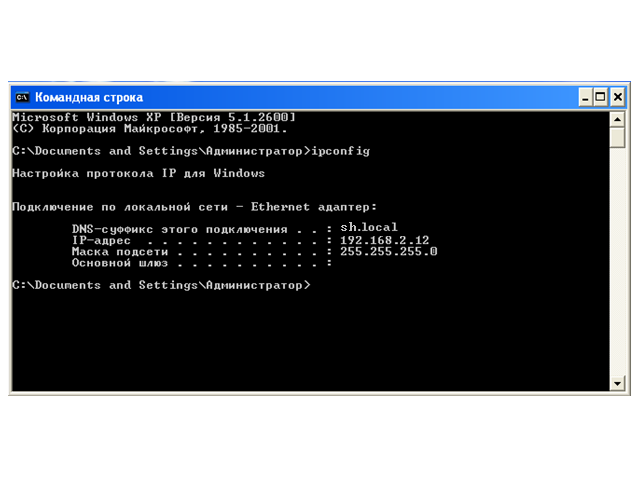 Командная строка
Microsoft Windows XP [Версия 5.1.2600]
(C) Корпорация Майкрософт, 1985-2001.
C:\Documents and Settings\Администратор>ipconfig
Настройка протокола IP для Windows
Подключение по локальной сети - Ethernet адаптер:
DNS-суффикс этого подключения . . : sh.local
IP-адрес . . . . . . . . . . . . : 192.168.2.12
Маска подсети . . . . . . . . . . : 255.255.255.0
Основной шлюз . . . . . . . . . . :
C:\Documents and Settings\Администратор>